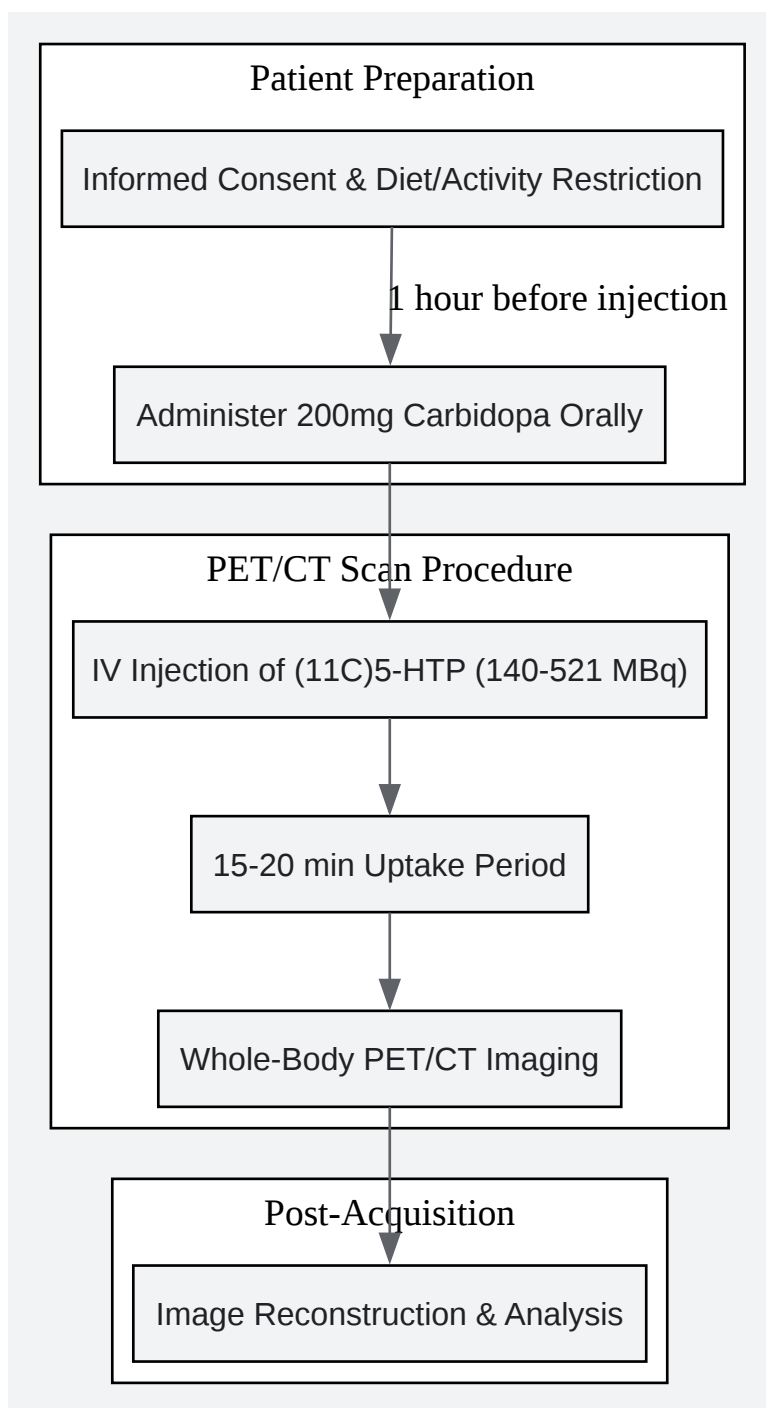 Patient Preparation
Informed Consent & Diet/Activity Restriction
1 hour before injection
Administer 200mg Carbidopa Orally
PET/CT Scan Procedure
IV Injection of (11C)5-HTP (140-521 MBq)
15-20 min Uptake Period
Whole-Body PET/CT Imaging
Post-Acquisition
Image Reconstruction & Analysis